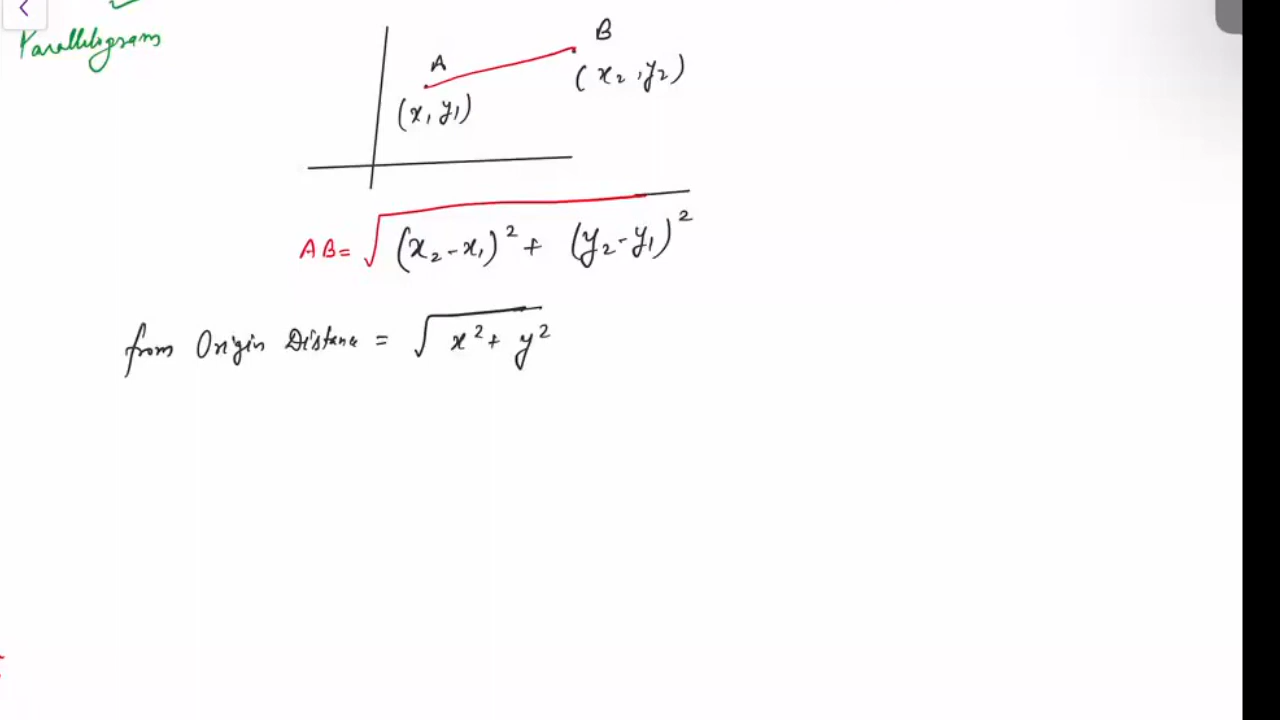 Parallelograms
A
B
(x₁, y₁)
(x₂, y₂)
AB= √(x₂-x₁)² + (y₂-y₁)²
from Origin Distance = √x² + y²